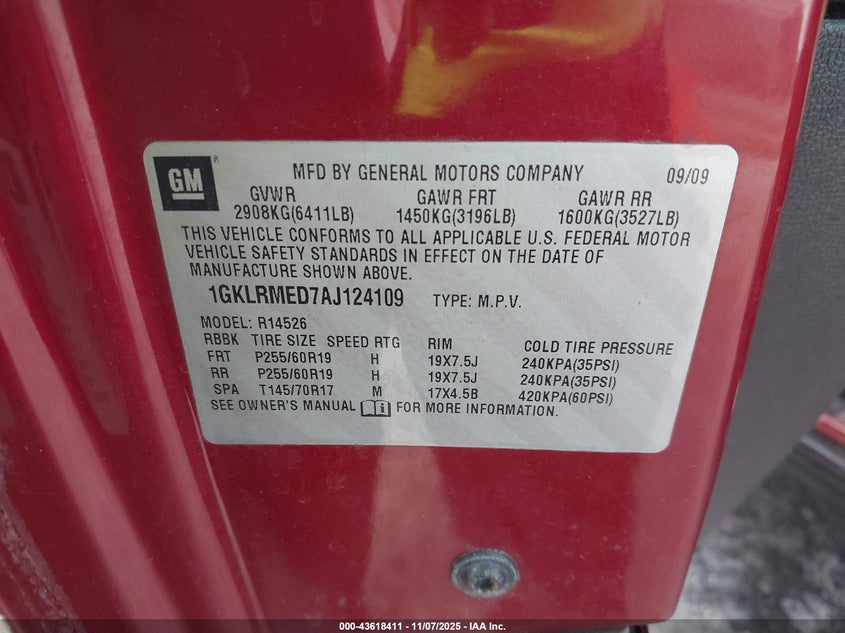 GM
MFD BY GENERAL MOTORS COMPANY 09/09
GVWR GAWR FRT GAWR RR
2908KG(6411LB) 1450KG(3196LB) 1600KG(3527LB)
THIS VEHICLE CONFORMS TO ALL APPLICABLE U.S. FEDERAL MOTOR
VEHICLE SAFETY STANDARDS IN EFFECT ON THE DATE OF
MANUFACTURE SHOWN ABOVE.
1GKLRMED7AJ124109 TYPE: M.P.V.
MODEL: R14526
RBBK TIRE SIZE SPEED RTG RIM COLD TIRE PRESSURE
FRT P255/60R19 H 19X7.5J 240KPA(35PSI)
RR P255/60R19 H 19X7.5J 240KPA(35PSI)
SPA T145/70R17 M 17X4.5B 420KPA(60PSI)
SEE OWNER'S MANUAL i FOR MORE INFORMATION.
000-43618411 - 11/07/2025 - IAA Inc.